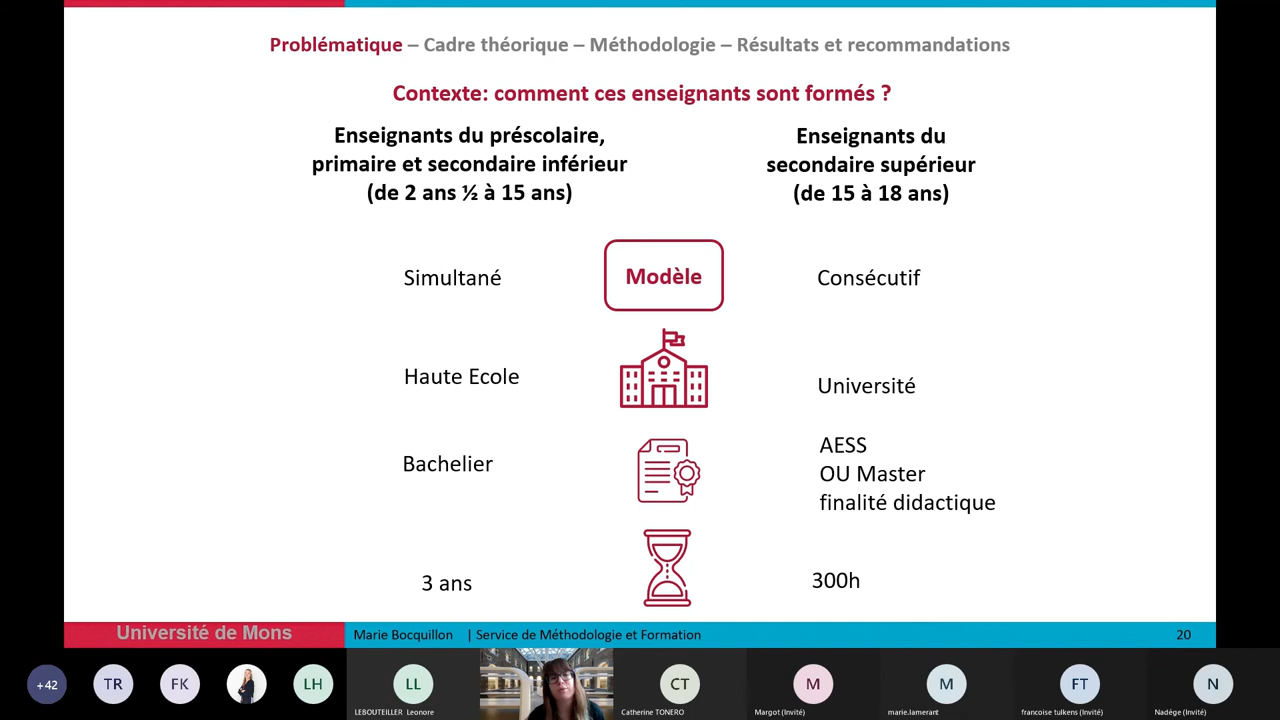 Problématique – Cadre théorique – Méthodologie – Résultats et recommandations
Contexte: comment ces enseignants sont formés ?
Enseignants du préscolaire,
primaire et secondaire inférieur
(de 2 ans ½ à 15 ans)
Enseignants du
secondaire supérieur
(de 15 à 18 ans)
Simultané
Modèle
Consécutif
Haute Ecole
Université
Bachelier
AESS
OU Master
finalité didactique
3 ans
300h
Université de Mons
Marie Bocquillon | Service de Méthodologie et Formation
20
+42
TR
FK
LH
LL
LEBOUTEILLER Leonore
CT
Catherine TONERO
M
Margot (Invité)
M
marie.lamerant
FT
francoise tulkens (Invité)
N
Nadège (Invité)